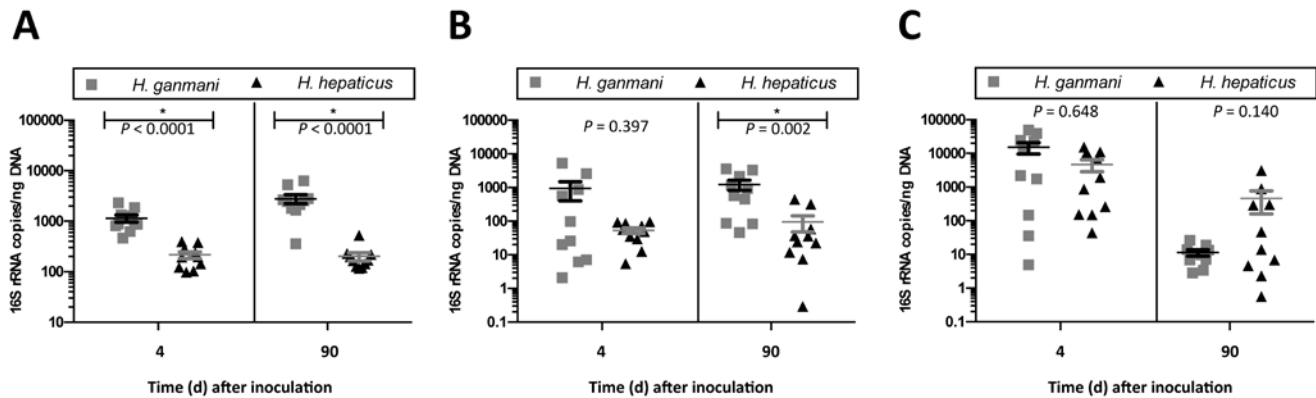 A
H. ganmani H. hepaticus
* *
P < 0.0001 P < 0.0001
100000
10000
1000
100
10
16S rRNA copies/ng DNA
4 90
Time (d) after inoculation
B
H. ganmani H. hepaticus
*
P = 0.397 P = 0.002
100000
10000
1000
100
10
1
0.1
16S rRNA copies/ng DNA
4 90
Time (d) after inoculation
C
H. ganmani H. hepaticus
P = 0.648 P = 0.140
100000
10000
1000
100
10
1
0.1
16S rRNA copies/ng DNA
4 90
Time (d) after inoculation